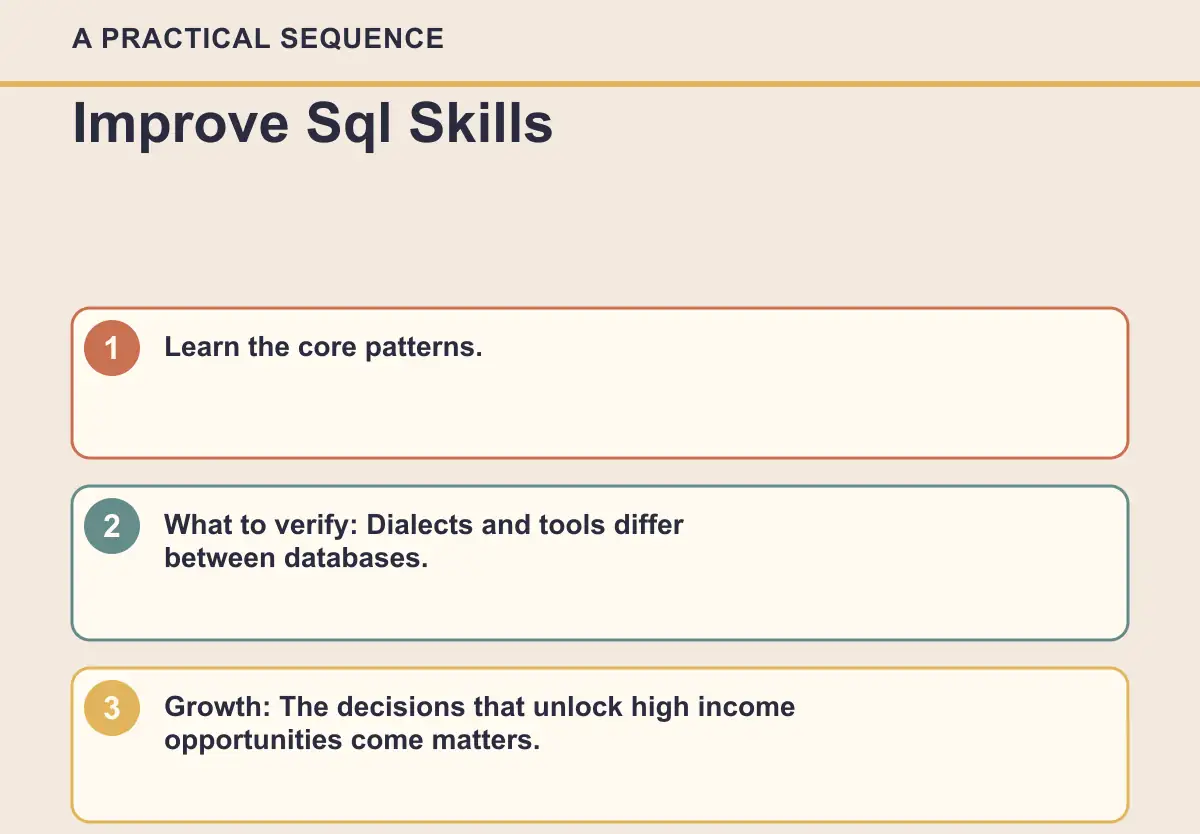 A PRACTICAL SEQUENCE
Improve Sql Skills
1
Learn the core patterns.
2
What to verify: Dialects and tools differ
between databases.
3
Growth: The decisions that unlock high income
opportunities come matters.